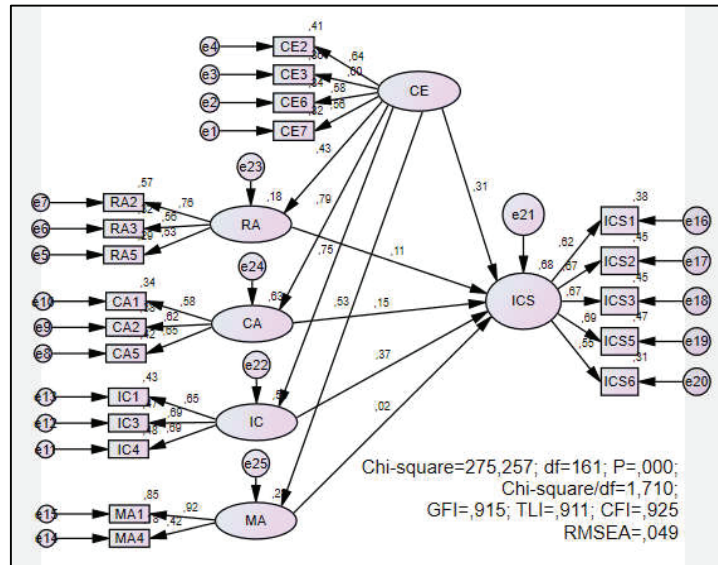 ,41
e4 CE2 ,64
e3 CE3 ,60 CE
e2 CE6 ,58
e1 CE7 ,56
,43 ,31
e23
,57 ,79
e7 RA2 ,76 ,18
e6 RA3 ,56 RA
e5 RA5 ,53
,29
,75 ,11
e21 ,38
ICS1 e16
,62 ,45
e24
,68 ,67 ICS2 e17
,34 ,63 ,53 ,15 ICS ,45
e10 CA1 ,58 ,67 ICS3 e18
e9 CA2 ,62 CA ,69 ,47
e8 CA5 ,65 ICS5 e19
,42
e22 ,37 ,31
,43 ICS6 e20
e13 IC1 ,65
e12 IC3 ,69 IC ,02
e11 IC4 ,69
e25
,85
e15 MA1 ,92 MA
e14 MA4 ,42
Chi-square=275,257; df=161; P=,000;
Chi-square/df=1,710;
GFI=,915; TLI=,911; CFI=,925
RMSEA=,049